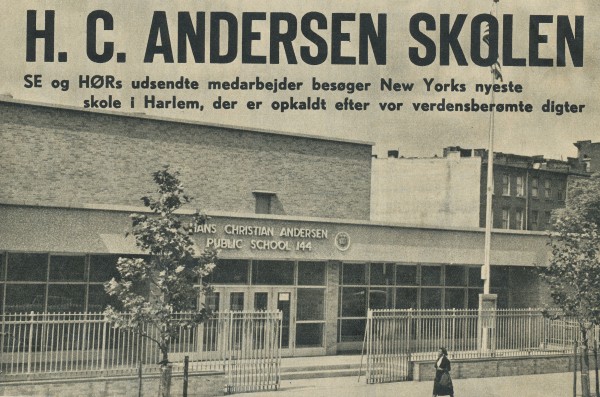 H. C. ANDERSEN SKOLEN
SE og HØRs udsendte medarbejder besøger New Yorks nyeste
skole i Harlem, der er opkaldt efter vor verdensberømte digter
HANS CHRISTIAN ANDERSEN
PUBLIC SCHOOL 144